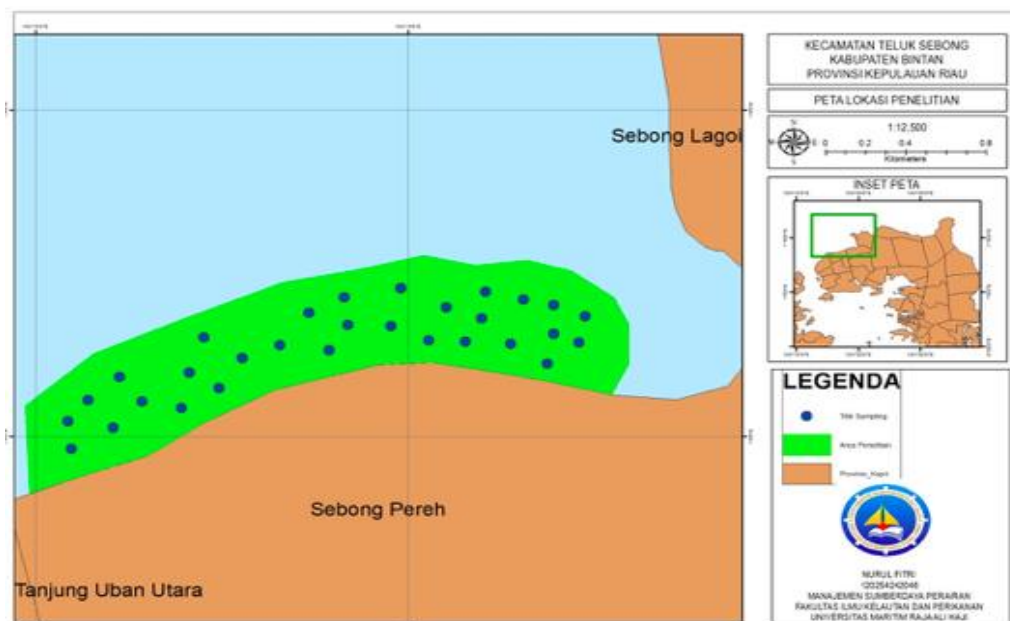 Sebong Lagoi
Sebong Pereh
Tanjung Uban Utara
KECAMATAN TELUK SEBONG
KABUPATEN BINTAN
PROVINSI KEPULAUAN RIAU
PETA LOKASI PENELITIAN
1:12,500
0 0.2 0.4 0.8
Kilometers
INSET PETA
LEGENDA
Titik Sampling
Area Penelitian
Provinsi_Kepri
NURUL FITRI
MANAJEMEN SUMBERDAYA PERAIRAN
FAKULTAS ILMU KELAUTAN DAN PERIKANAN
UNIVERSITAS MARITIM RAJA ALI HAJI